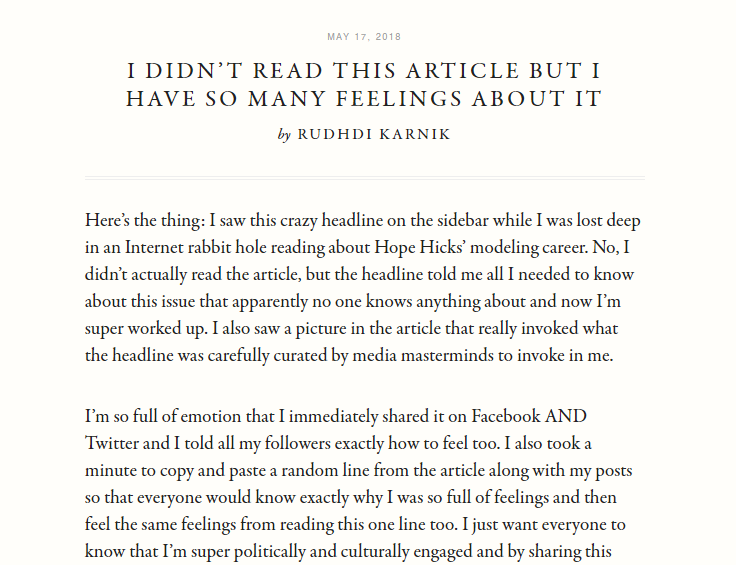 MAY 17, 2018
I DIDN’T READ THIS ARTICLE BUT I
HAVE SO MANY FEELINGS ABOUT IT
by RUDHDI KARNIK
Here’s the thing: I saw this crazy headline on the sidebar while I was lost deep
in an Internet rabbit hole reading about Hope Hicks’ modeling career. No, I
didn’t actually read the article, but the headline told me all I needed to know
about this issue that apparently no one knows anything about and now I’m
super worked up. I also saw a picture in the article that really invoked what
the headline was carefully curated by media masterminds to invoke in me.
I’m so full of emotion that I immediately shared it on Facebook AND
Twitter and I told all my followers exactly how to feel too. I also took a
minute to copy and paste a random line from the article along with my posts
so that everyone would know exactly why I was so full of feelings and then
feel the same feelings from reading this one line too. I just want everyone to
know that I’m super politically and culturally engaged and by sharing this